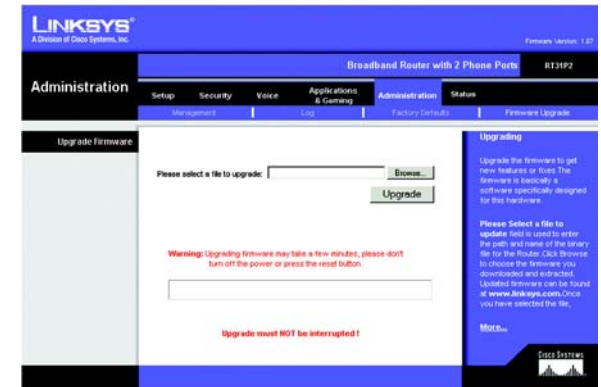 LINKSYS®
A Division of Cisco Systems, Inc.
Firmware Version: 1.07
Broadband Router with 2 Phone Ports
RT31P2
Administration
Setup
Security
Voice
Applications & Gaming
Administration
Status
Management
Log
Factory Defaults
Firmware Upgrade
Upgrade Firmware
Please select a file to upgrade:
Browse...
Upgrade
Warning: Upgrading firmware may take a few minutes, please don't
turn off the power or press the reset button.
Upgrade must NOT be interrupted !
Upgrading
Upgrade the firmware to get
new features or fixes The
firmware is basically a
software specifically designed
for this hardware.
Please Select a file to
update field is used to enter
the path and name of the binary
file for the Router.Click Browse
to choose the firmware you
downloaded and extracted.
Updated firmware can be found
at www.linksys.com.Once
you have selected the file,
More...
CISCO SYSTEMS